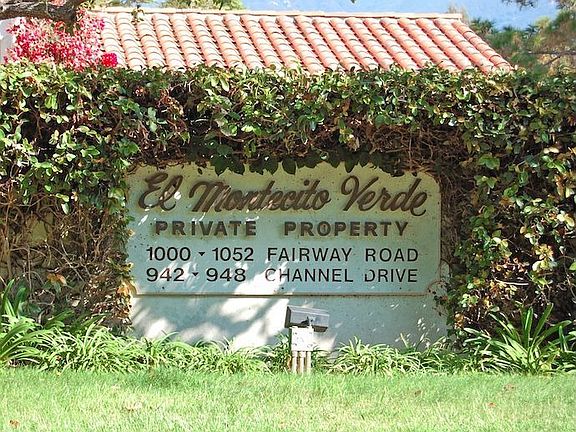 El Montecito Verde
PRIVATE PROPERTY
1000 - 1052 FAIRWAY ROAD
942 - 948 CHANNEL DRIVE